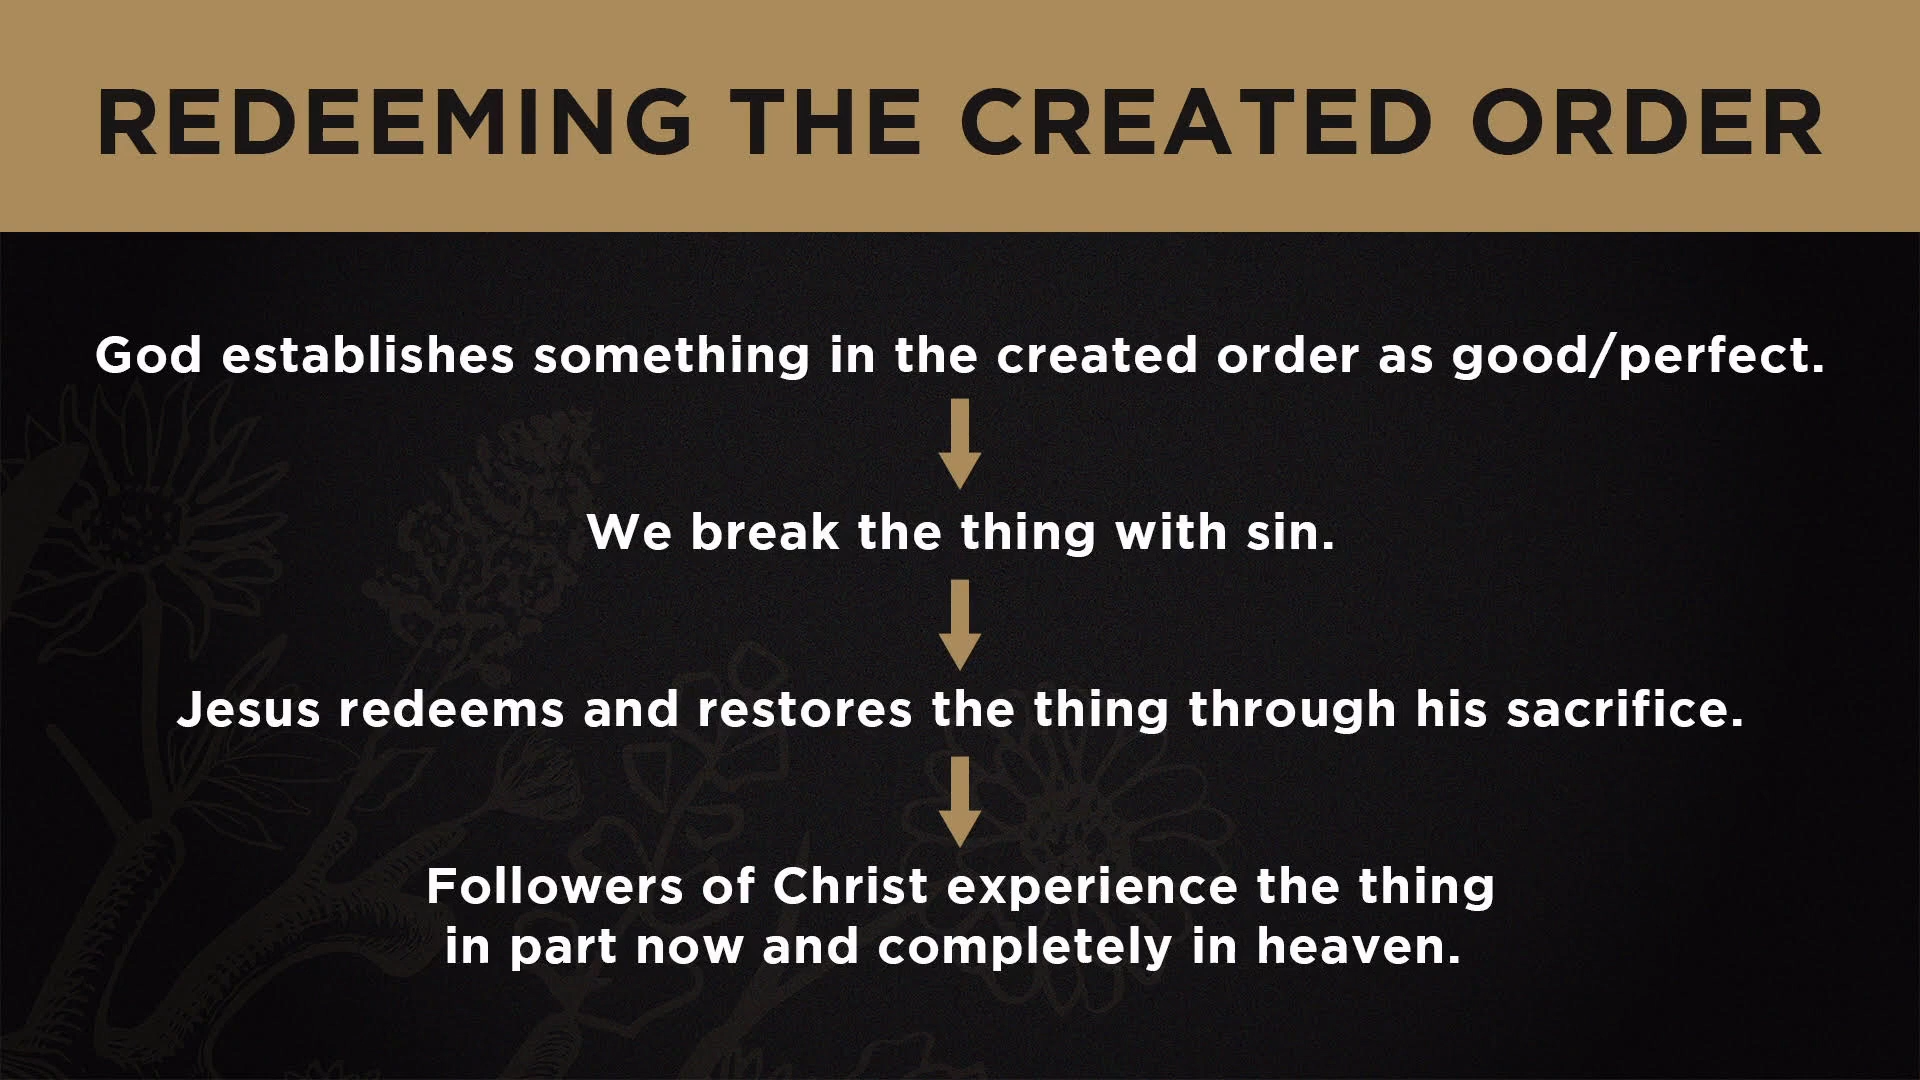 REDEEMING THE CREATED ORDER
God establishes something in the created order as good/perfect.
We break the thing with sin.
Jesus redeems and restores the thing through his sacrifice.
Followers of Christ experience the thing
in part now and completely in heaven.